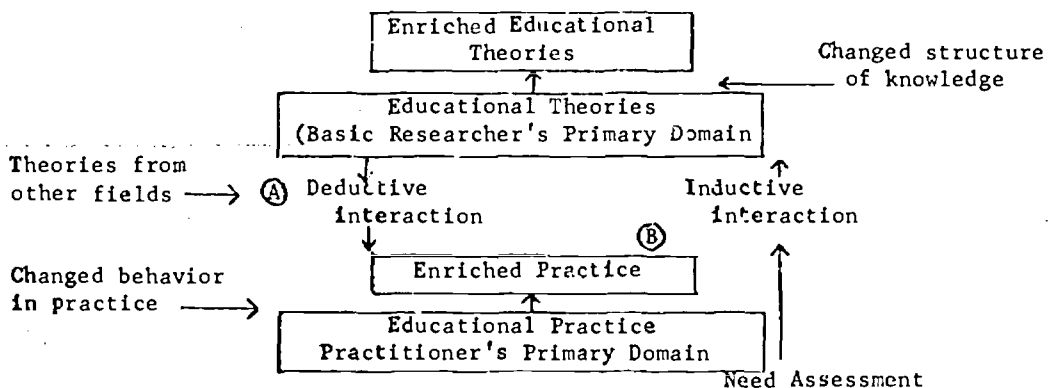 Enriched Educational
Theories
Changed structure
of knowledge
Educational Theories
(Basic Researcher's Primary Domain
Theories from
other fields
A
Deductive
interaction
Inductive
interaction
B
Enriched Practice
Changed behavior
in practice
Educational Practice
Practitioner's Primary Domain
Need Assessment